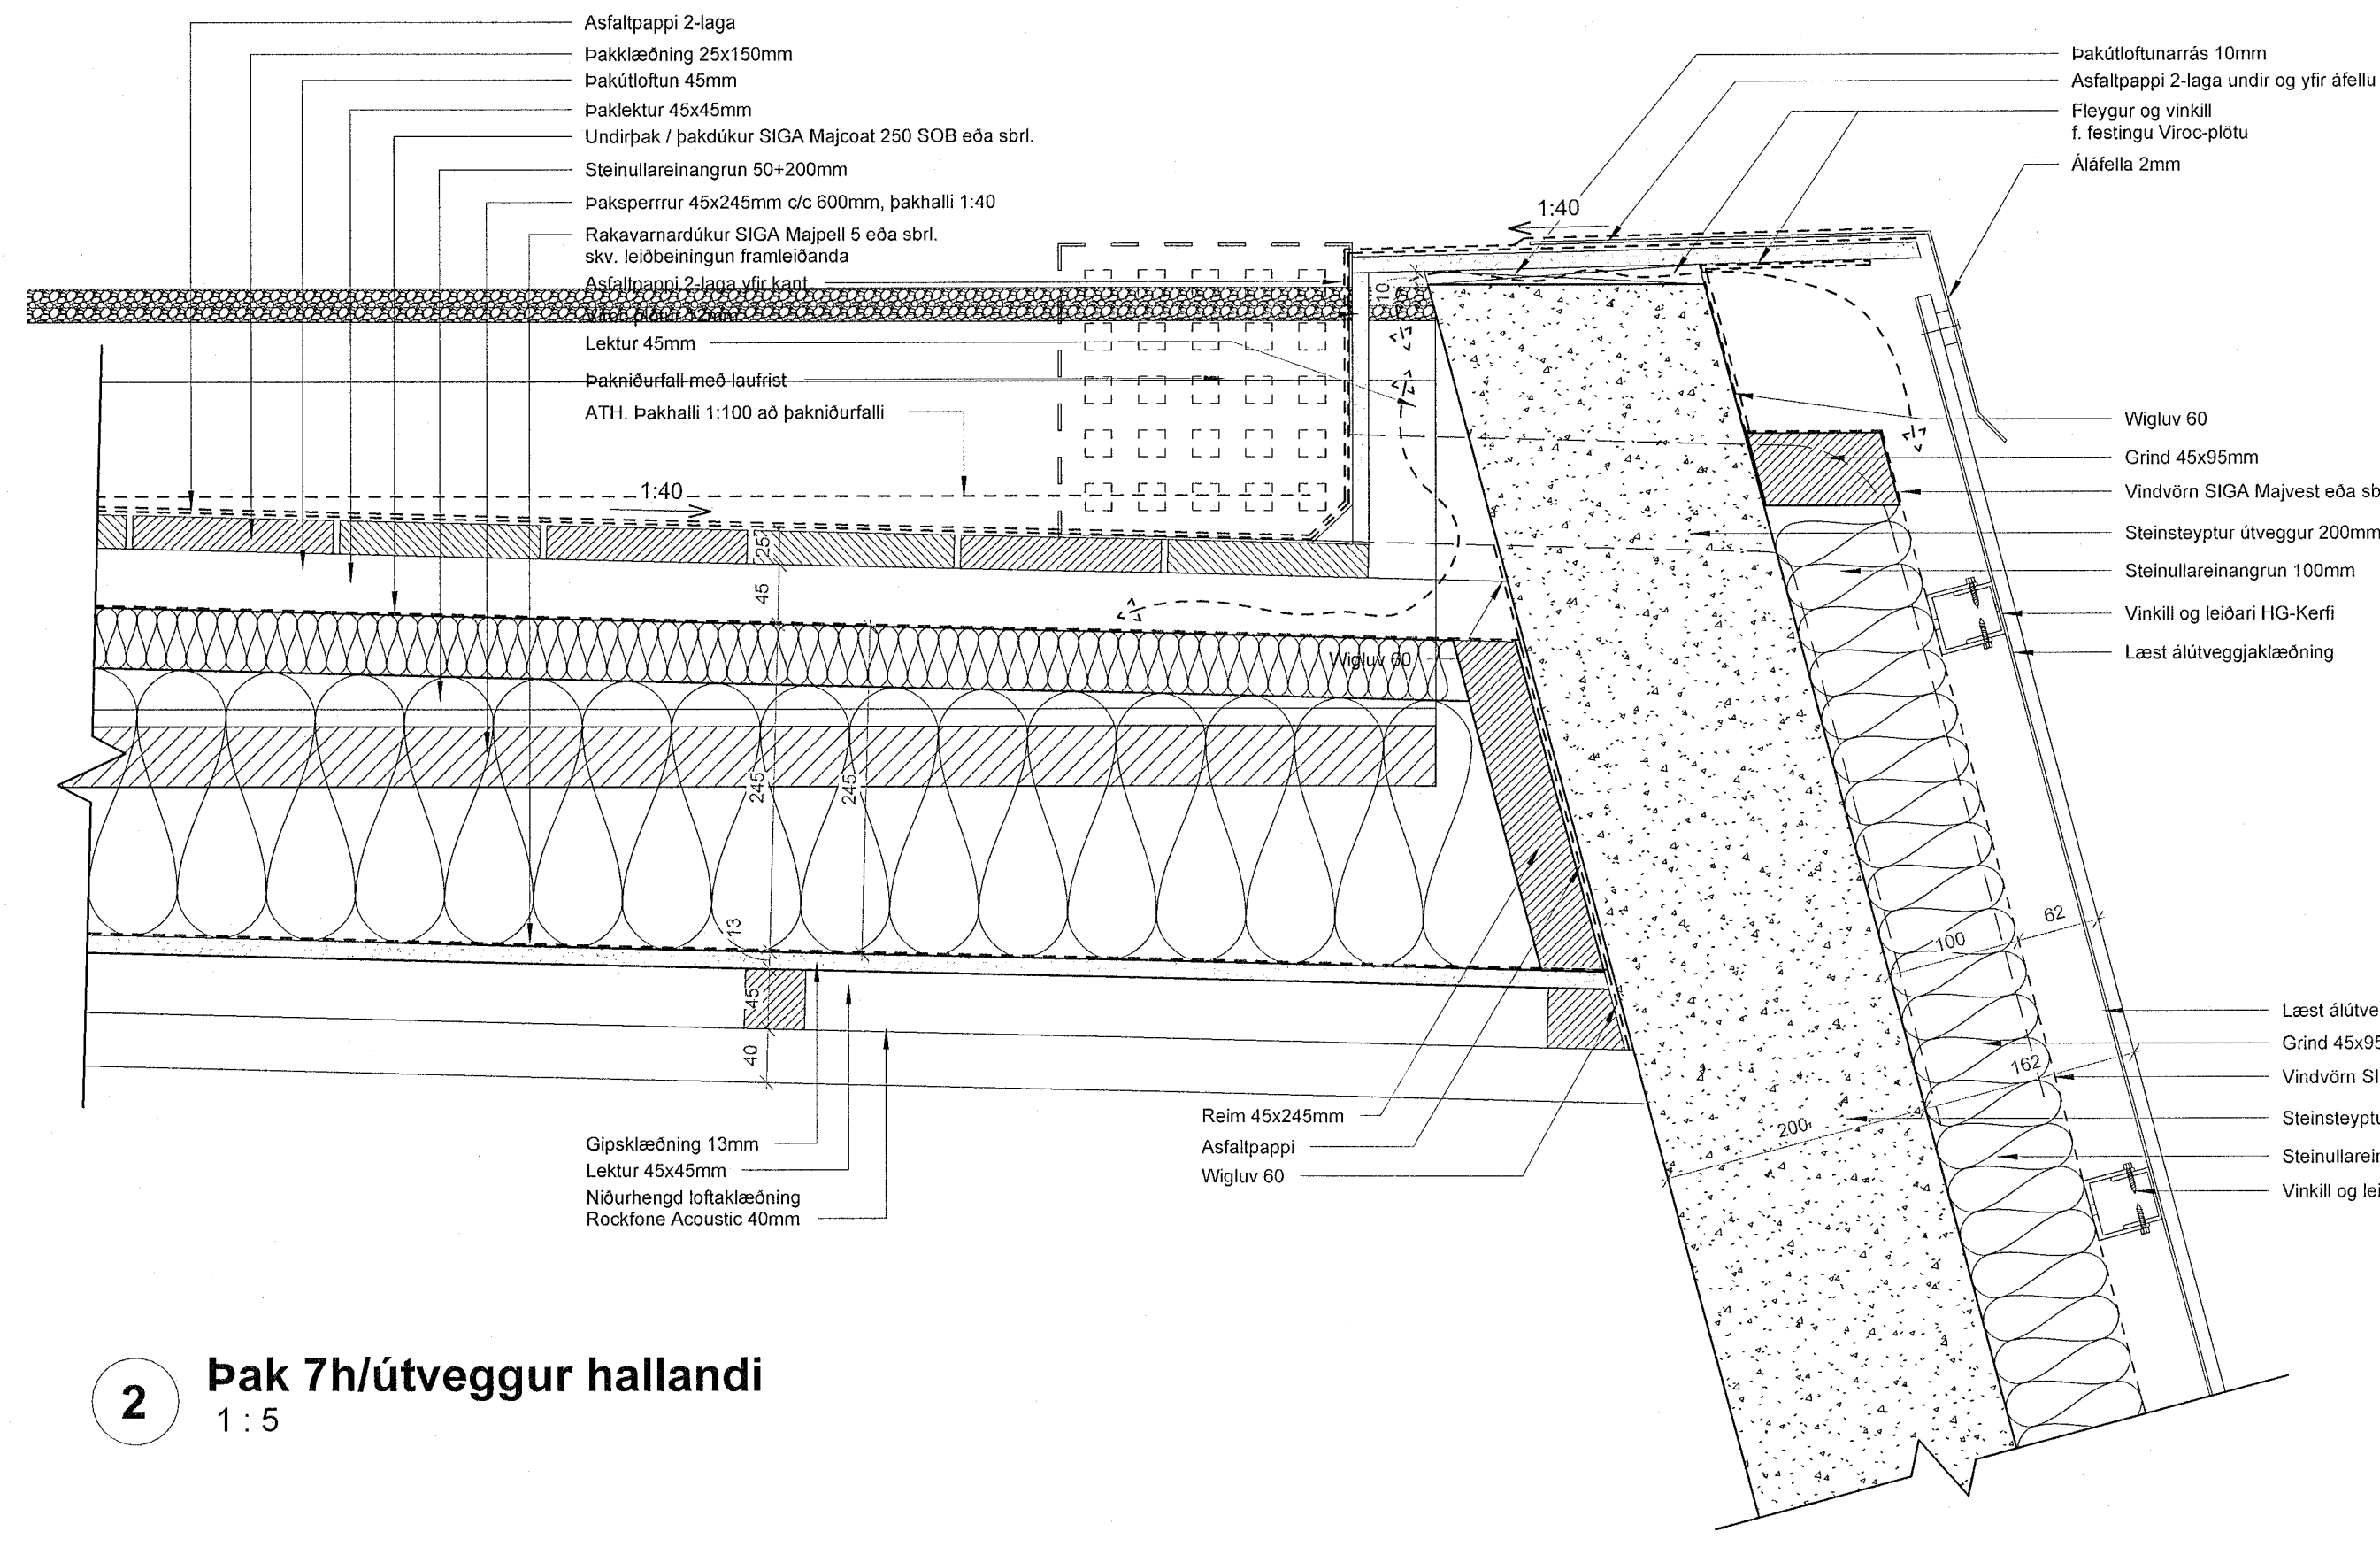 Asfaltpappi 2-laga
Þakklæðning 25x150mm
Þakútloftun 45mm
Þaklektur 45x45mm
Undirþak / þakdúkur SIGA Majcoat 250 SOB eða sbrl.
Steinullareinangrun 50+200mm
Þaksperrrur 45x245mm c/c 600mm, þakhalli 1:40
Rakavarnardúkur SIGA Majpell 5 eða sbrl.
skv. leiðbeiningun framleiðanda
Asfaltpappi 2-laga yfir kant
Viroc plötur 12mm
Lektur 45mm
Þakniðurfall með laufrist
ATH. Þakhalli 1:100 að þakniðurfalli
Þakútloftunarrás 10mm
Asfaltpappi 2-laga undir og yfir áfellu
Fleygur og vinkill
f. festingu Viroc-plötu
Áláfella 2mm
1:40
10
Wigluv 60
Grind 45x95mm
Vindvörn SIGA Majvest eða sb
Steinsteyptur útveggur 200mm
Steinullareinangrun 100mm
Vinkill og leiðari HG-Kerfi
Læst álútveggjaklæðning
1:40
25
45
Wigluv 60
245
245
13
45
40
62
100
162
200
Læst álútve
Grind 45x95
Vindvörn SI
Steinsteyptu
Steinullarein
Vinkill og lei
Reim 45x245mm
Asfaltpappi
Wigluv 60
Gipsklæðning 13mm
Lektur 45x45mm
Niðurhengd loftaklæðning
Rockfone Acoustic 40mm
2
Þak 7h/útveggur hallandi
1 : 5